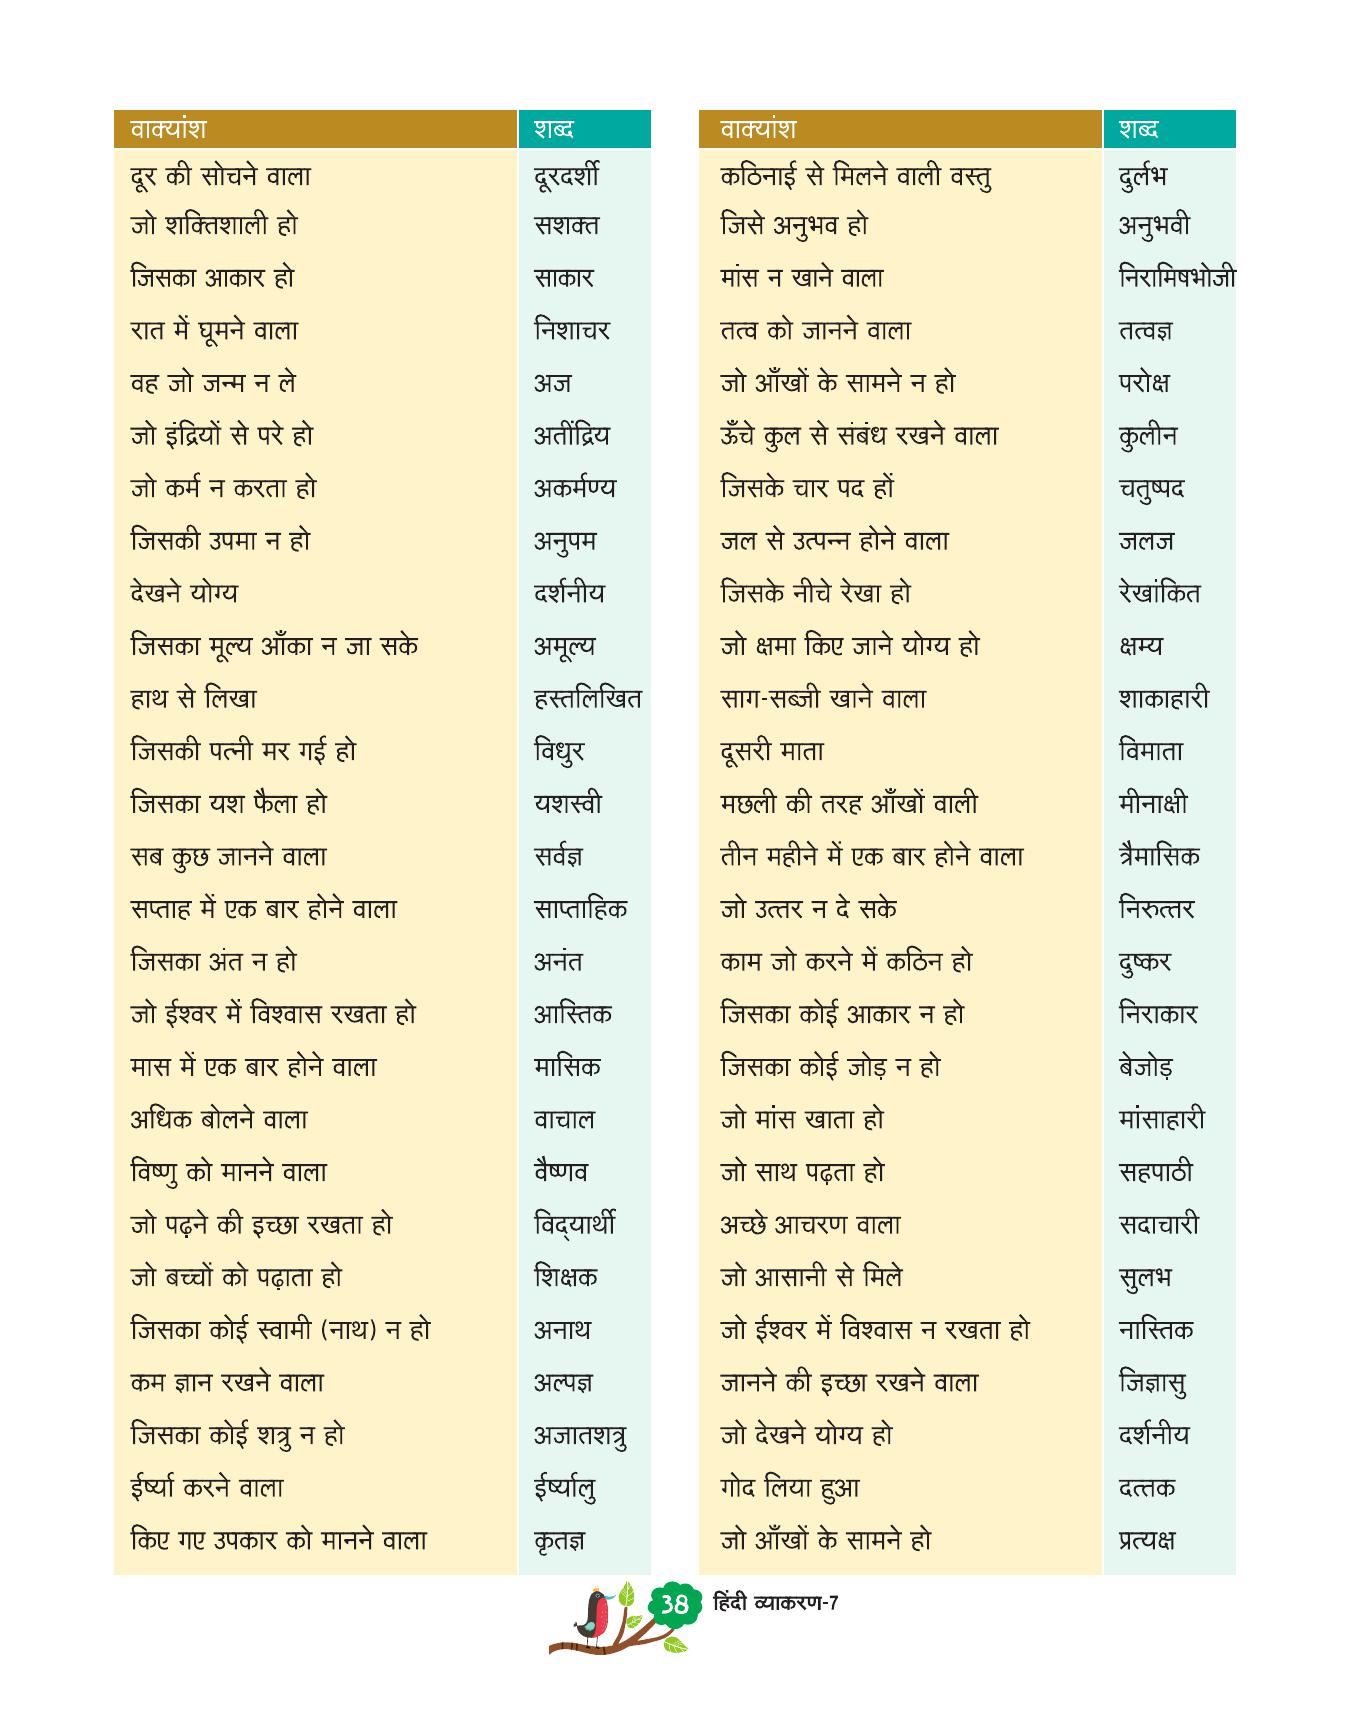 वाक्यांश शब्द
दूर की सोचने वाला दूरदर्शी
जो शक्तिशाली हो सशक्त
जिसका आकार हो साकार
रात में घूमने वाला निशाचर
वह जो जन्म न ले अज
जो इंद्रियों से परे हो अतींद्रिय
जो कर्म न करता हो अकर्मण्य
जिसकी उपमा न हो अनुपम
देखने योग्य दर्शनीय
जिसका मूल्य आँका न जा सके अमूल्य
हाथ से लिखा हस्तलिखित
जिसकी पत्नी मर गई हो विधुर
जिसका यश फैला हो यशस्वी
सब कुछ जानने वाला सर्वज्ञ
सप्ताह में एक बार होने वाला साप्ताहिक
जिसका अंत न हो अनंत
जो ईश्वर में विश्वास रखता हो आस्तिक
मास में एक बार होने वाला मासिक
अधिक बोलने वाला वाचाल
विष्णु को मानने वाला वैष्णव
जो पढ़ने की इच्छा रखता हो विद्‌यार्थी
जो बच्चों को पढ़ाता हो शिक्षक
जिसका कोई स्वामी (नाथ) न हो अनाथ
कम ज्ञान रखने वाला अल्पज्ञ
जिसका कोई शत्रु न हो अजातशत्रु
ईर्ष्या करने वाला ईर्ष्यालु
किए गए उपकार को मानने वाला कृतज्ञ
वाक्यांश शब्द
कठिनाई से मिलने वाली वस्तु दुर्लभ
जिसे अनुभव हो अनुभवी
मांस न खाने वाला निरामिषभोजी
तत्व को जानने वाला तत्वज्ञ
जो आँखों के सामने न हो परोक्ष
ऊँचे कुल से संबंध रखने वाला कुलीन
जिसके चार पद हों चतुष्पद
जल से उत्पन्न होने वाला जलज
जिसके नीचे रेखा हो रेखांकित
जो क्षमा किए जाने योग्य हो क्षम्य
साग-सब्जी खाने वाला शाकाहारी
दूसरी माता विमाता
मछली की तरह आँखों वाली मीनाक्षी
तीन महीने में एक बार होने वाला त्रैमासिक
जो उत्तर न दे सके निरुत्तर
काम जो करने में कठिन हो दुष्कर
जिसका कोई आकार न हो निराकार
जिसका कोई जोड़ न हो बेजोड़
जो मांस खाता हो मांसाहारी
जो साथ पढ़ता हो सहपाठी
अच्छे आचरण वाला सदाचारी
जो आसानी से मिले सुलभ
जो ईश्वर में विश्वास न रखता हो नास्तिक
जानने की इच्छा रखने वाला जिज्ञासु
जो देखने योग्य हो दर्शनीय
गोद लिया हुआ दत्तक
जो आँखों के सामने हो प्रत्यक्ष
38 हिंदी व्याकरण-7